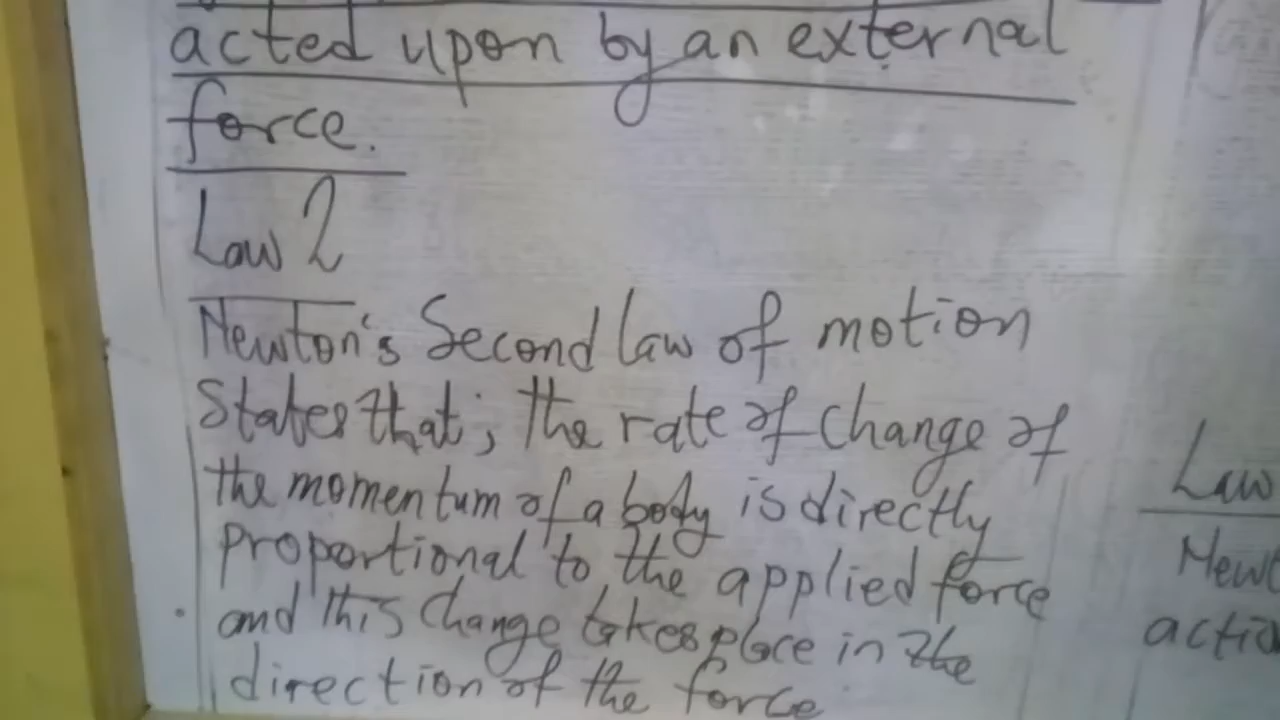 acted upon by an external
force.
Law 2
Newton's Second law of motion
States that; the rate of change of
the momentum of a body is directly
proportional to the applied force
and this change takes place in the
direction of the force
Law